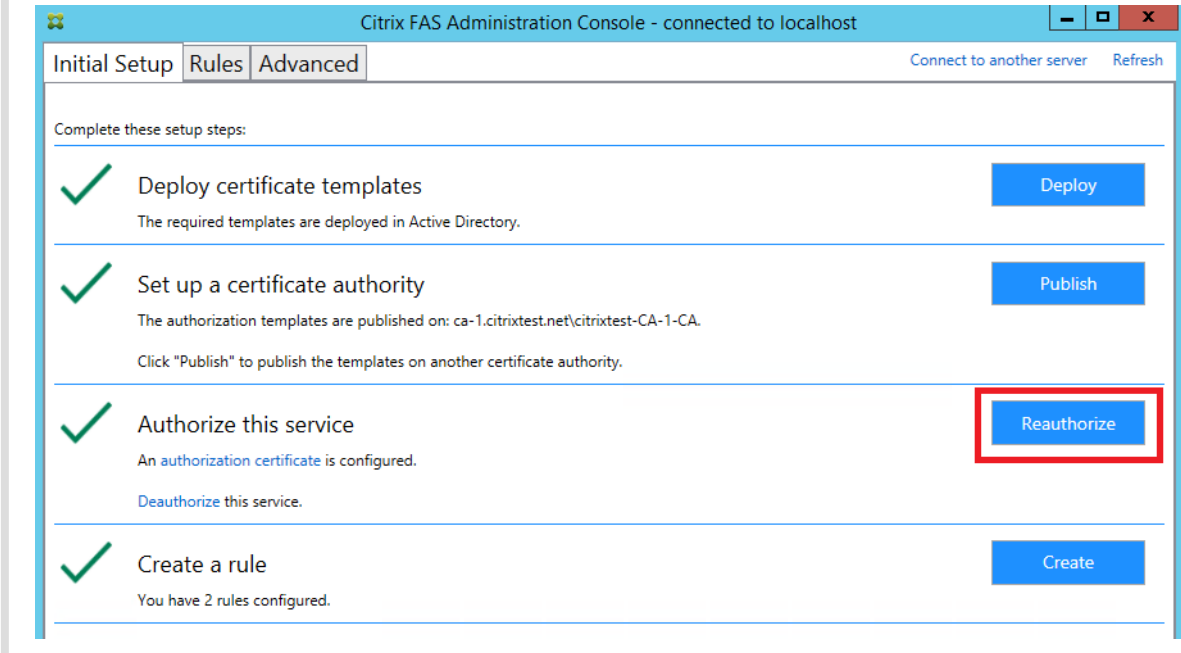 Citrix FAS Administration Console - connected to localhost
Initial Setup Rules Advanced Connect to another server Refresh
Complete these setup steps:
Deploy certificate templates Deploy
The required templates are deployed in Active Directory.
Set up a certificate authority Publish
The authorization templates are published on: ca-1.citrixtest.net\citrixtest-CA-1-CA.
Click "Publish" to publish the templates on another certificate authority.
Authorize this service Reauthorize
An authorization certificate is configured.
Deauthorize this service.
Create a rule Create
You have 2 rules configured.